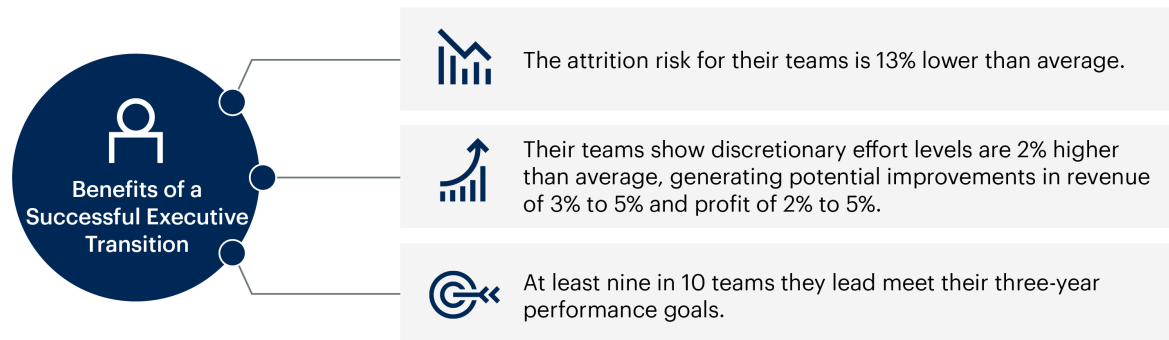 Benefits of a
Successful Executive
Transition
The attrition risk for their teams is 13% lower than average.
Their teams show discretionary effort levels are 2% higher
than average, generating potential improvements in revenue
of 3% to 5% and profit of 2% to 5%.
At least nine in 10 teams they lead meet their three-year
performance goals.